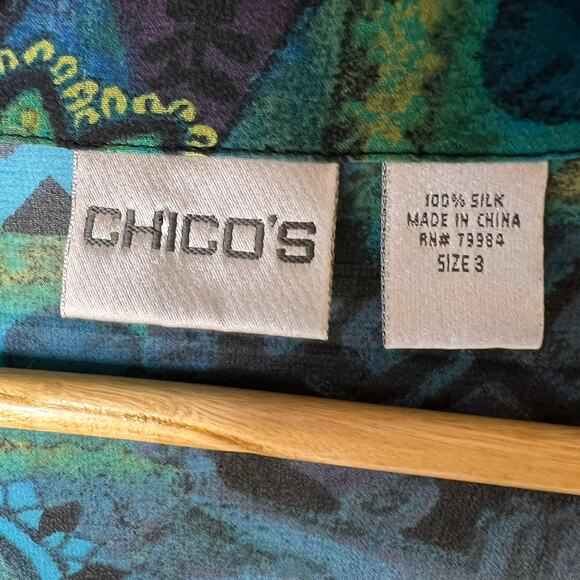 CHICO'S
100% SILK
MADE IN CHINA
RN# 79984
SIZE 3